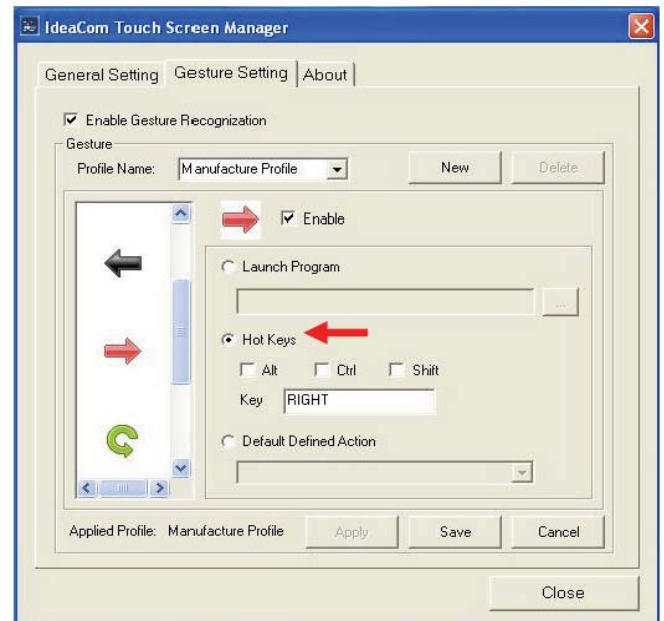 IdeaCom Touch Screen Manager
General Setting Gesture Setting About
Enable Gesture Recognization
Gesture
Profile Name: Manufacture Profile New Delete
Enable
Launch Program
...
Hot Keys
Alt Ctrl Shift
Key RIGHT
Default Defined Action
Applied Profile: Manufacture Profile Apply Save Cancel
Close